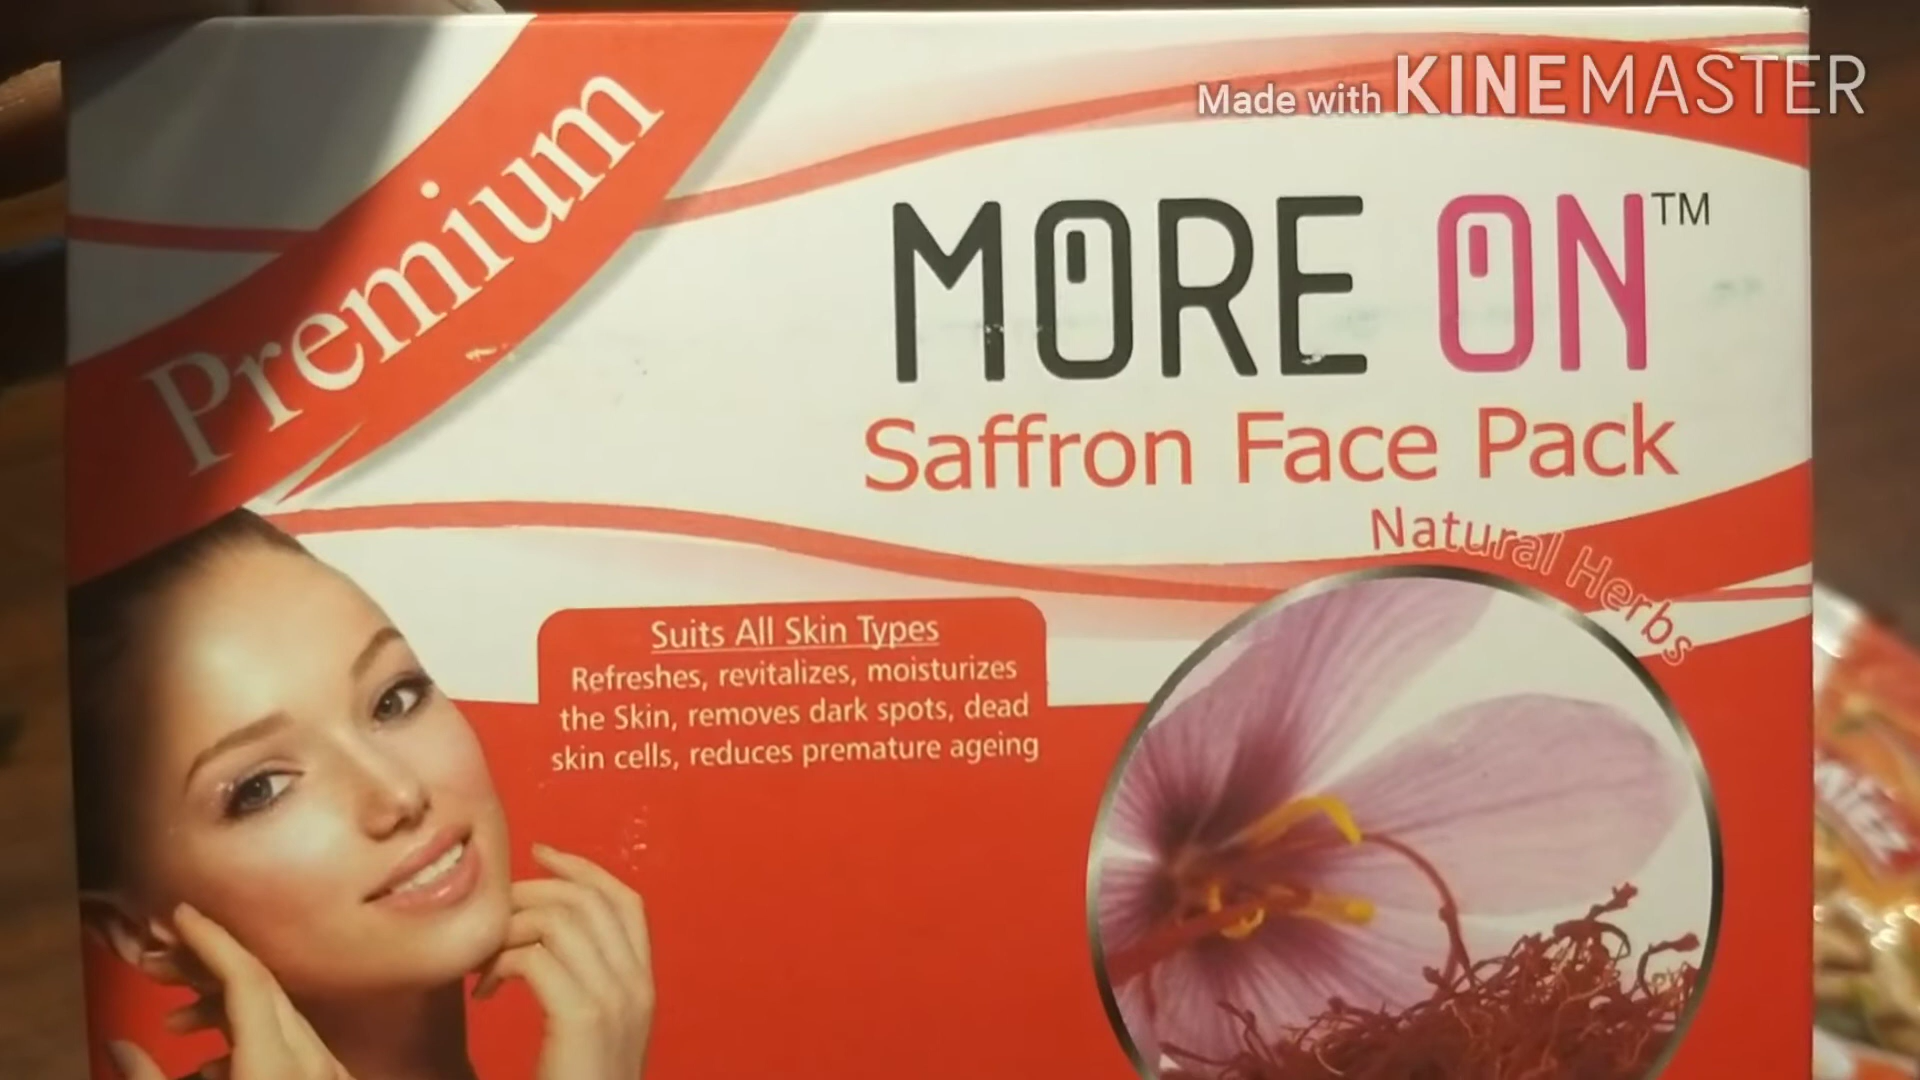 Made with KINEMASTER
Premium
MORE ON™
Saffron Face Pack
Natural Herbs
Suits All Skin Types
Refreshes, revitalizes, moisturizes
the Skin, removes dark spots, dead
skin cells, reduces premature ageing